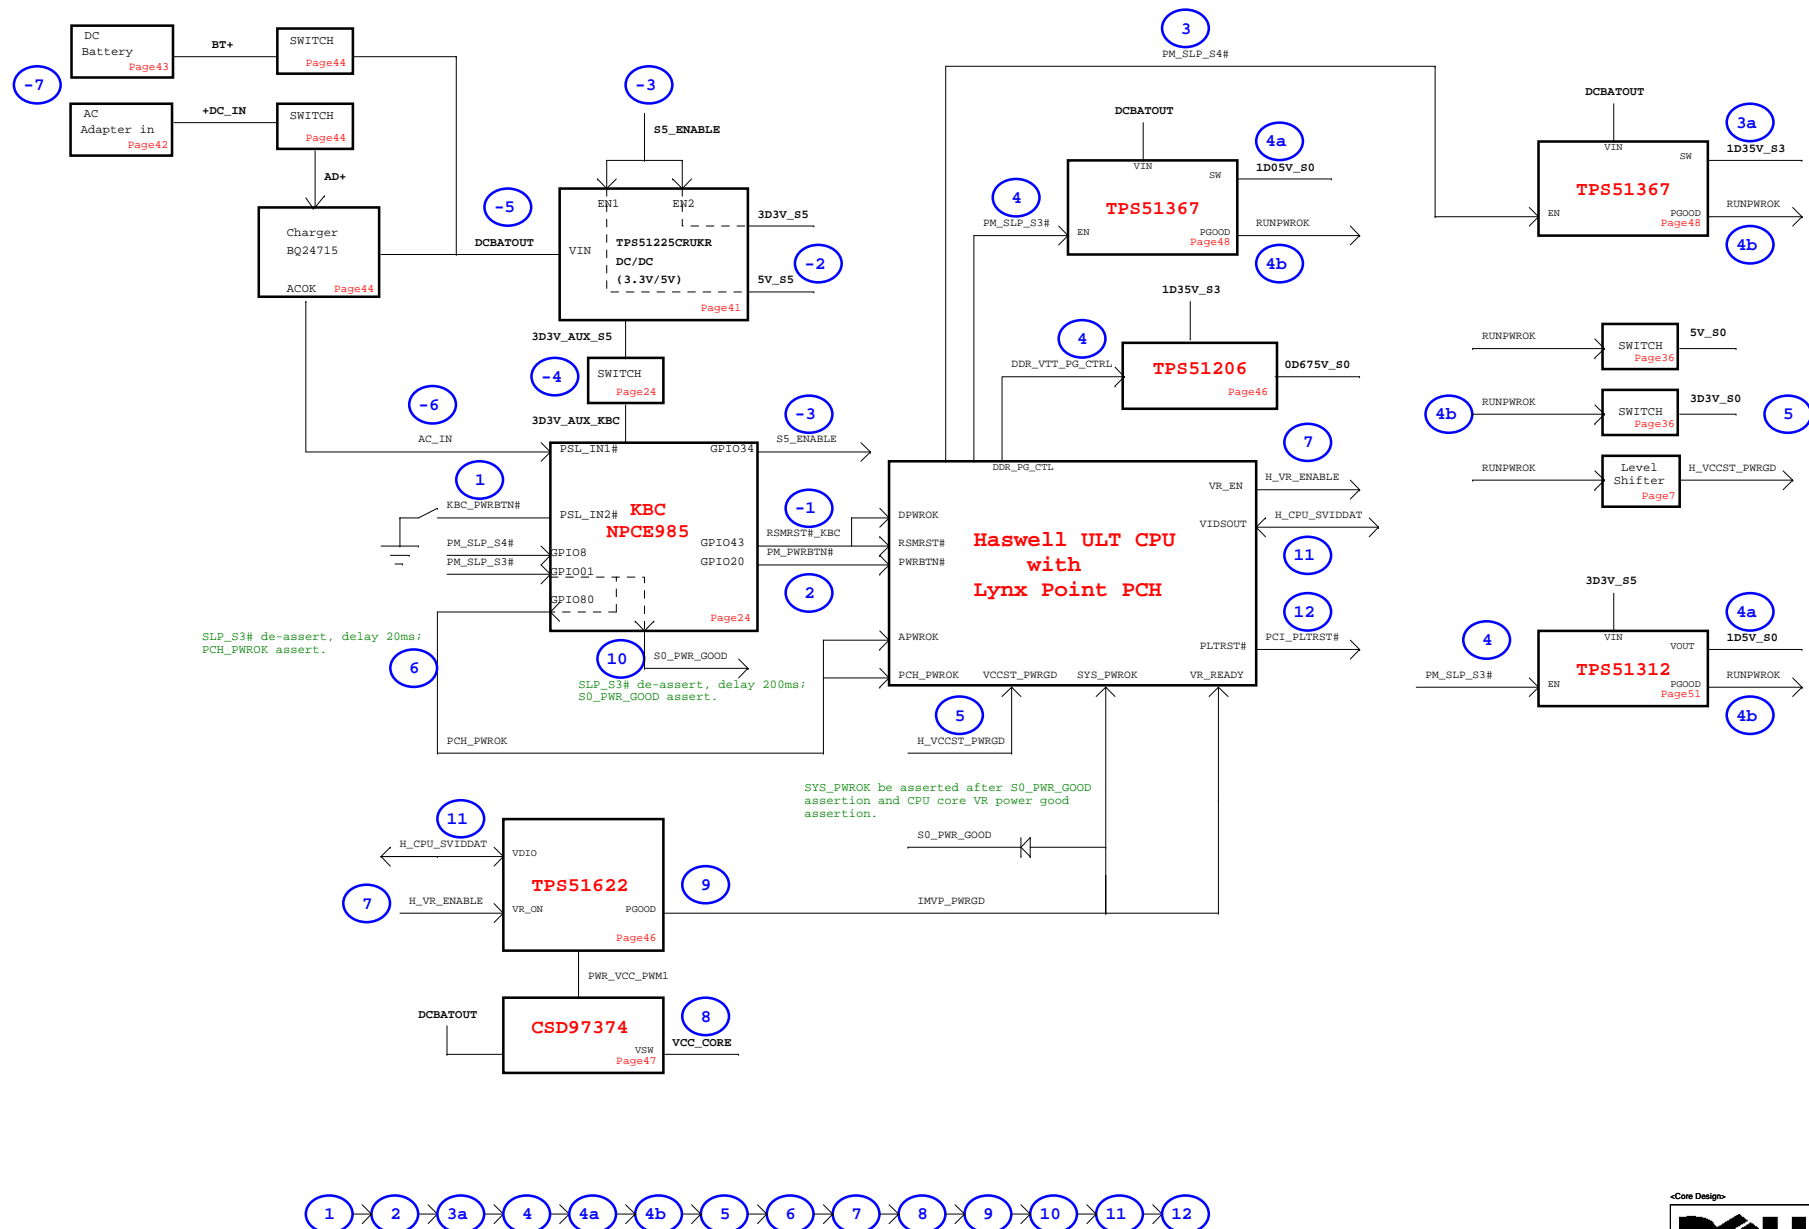 3
PM_SLP_S4#
DC
Battery
Page43
BT+
SWITCH
Page44
-7
AC
Adapter in
Page42
+DC_IN
SWITCH
Page44
AD+
-3
S5_ENABLE
Charger
BQ24715
ACOK
Page44
-5
DCBATOUT
EN1
EN2
VIN
TPS51225CRUKR
DC/DC
(3.3V/5V)
Page41
3D3V_S5
-2
5V_S5
3D3V_AUX_S5
-4
SWITCH
Page24
3D3V_AUX_KBC
-6
AC_IN
DCBATOUT
4a
1D05V_S0
VIN
SW
4
PM_SLP_S3#
TPS51367
EN
PGOOD
Page48
RUNPWROK
4b
DCBATOUT
3a
1D35V_S3
VIN
SW
TPS51367
EN
PGOOD
Page48
RUNPWROK
4b
1D35V_S3
4
DDR_VTT_PG_CTRL
TPS51206
Page46
0D675V_S0
RUNPWROK
SWITCH
Page36
5V_S0
4b
RUNPWROK
SWITCH
Page36
3D3V_S0
5
RUNPWROK
Level
Shifter
Page7
H_VCCST_PWRGD
-3
S5_ENABLE
PSL_IN1#
GPIO34
1
KBC_PWRBTN#
PSL_IN2#
KBC
NPCE985
PM_SLP_S4#
GPIO8
PM_SLP_S3#
GPIO01
GPIO80
GPIO43
GPIO20
Page24
-1
RSMRST#_KBC
PM_PWRBTN#
2
SLP_S3# de-assert, delay 20ms;
PCH_PWROK assert.
6
10
S0_PWR_GOOD
SLP_S3# de-assert, delay 200ms;
S0_PWR_GOOD assert.
PCH_PWROK
DDR_PG_CTL
DPWROK
RSMRST#
PWRBTN#
Haswell ULT CPU
with
Lynx Point PCH
VR_EN
VIDSOUT
APWROK
PLTRST#
PCH_PWROK
VCCST_PWRGD
SYS_PWROK
VR_READY
7
H_VR_ENABLE
H_CPU_SVIDDAT
11
12
PCI_PLTRST#
5
H_VCCST_PWRGD
3D3V_S5
4a
1D5V_S0
4
PM_SLP_S3#
VIN
VOUT
TPS51312
EN
PGOOD
Page51
RUNPWROK
4b
SYS_PWROK be asserted after S0_PWR_GOOD
assertion and CPU core VR power good
assertion.
S0_PWR_GOOD
11
H_CPU_SVIDDAT
VDIO
TPS51622
7
H_VR_ENABLE
VR_ON
PGOOD
Page46
9
IMVP_PWRGD
PWR_VCC_PWM1
DCBATOUT
CSD97374
VSW
Page47
8
VCC_CORE
1 2 3a 4 4a 4b 5 6 7 8 9 10 11 12
<Core Design>